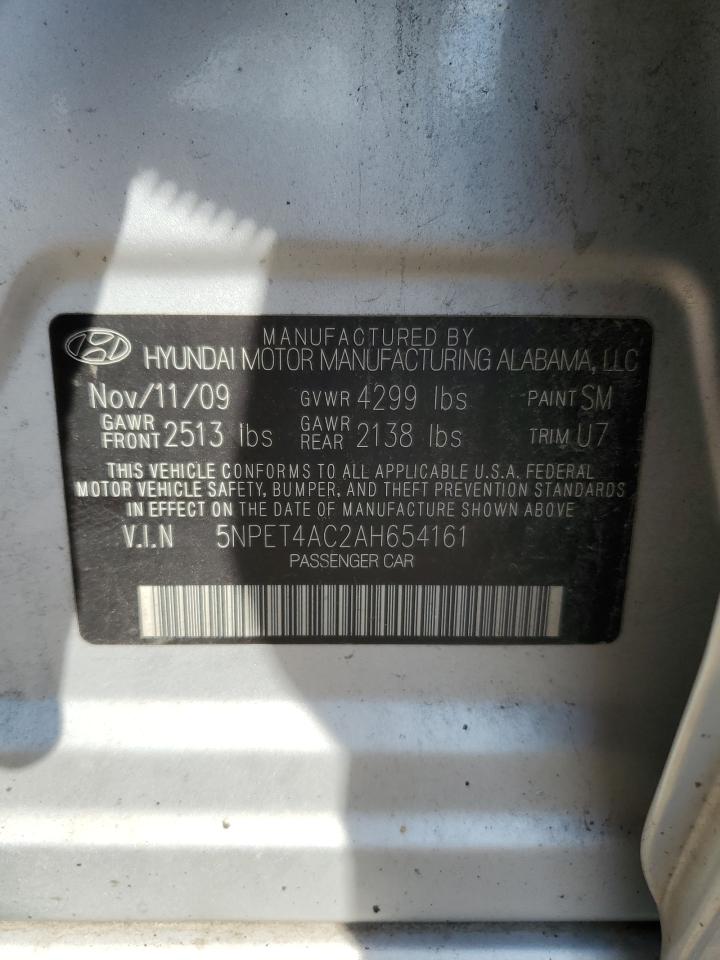 MANUFACTURED BY
HYUNDAI MOTOR MANUFACTURING ALABAMA, LLC
Nov/11/09 GVWR 4299 lbs PAINT SM
GAWR FRONT 2513 lbs GAWR REAR 2138 lbs TRIM U7
THIS VEHICLE CONFORMS TO ALL APPLICABLE U.S.A. FEDERAL
MOTOR VEHICLE SAFETY, BUMPER, AND THEFT PREVENTION STANDARDS
IN EFFECT ON THE DATE OF MANUFACTURE SHOWN ABOVE
V.I.N 5NPET4AC2AH654161
PASSENGER CAR